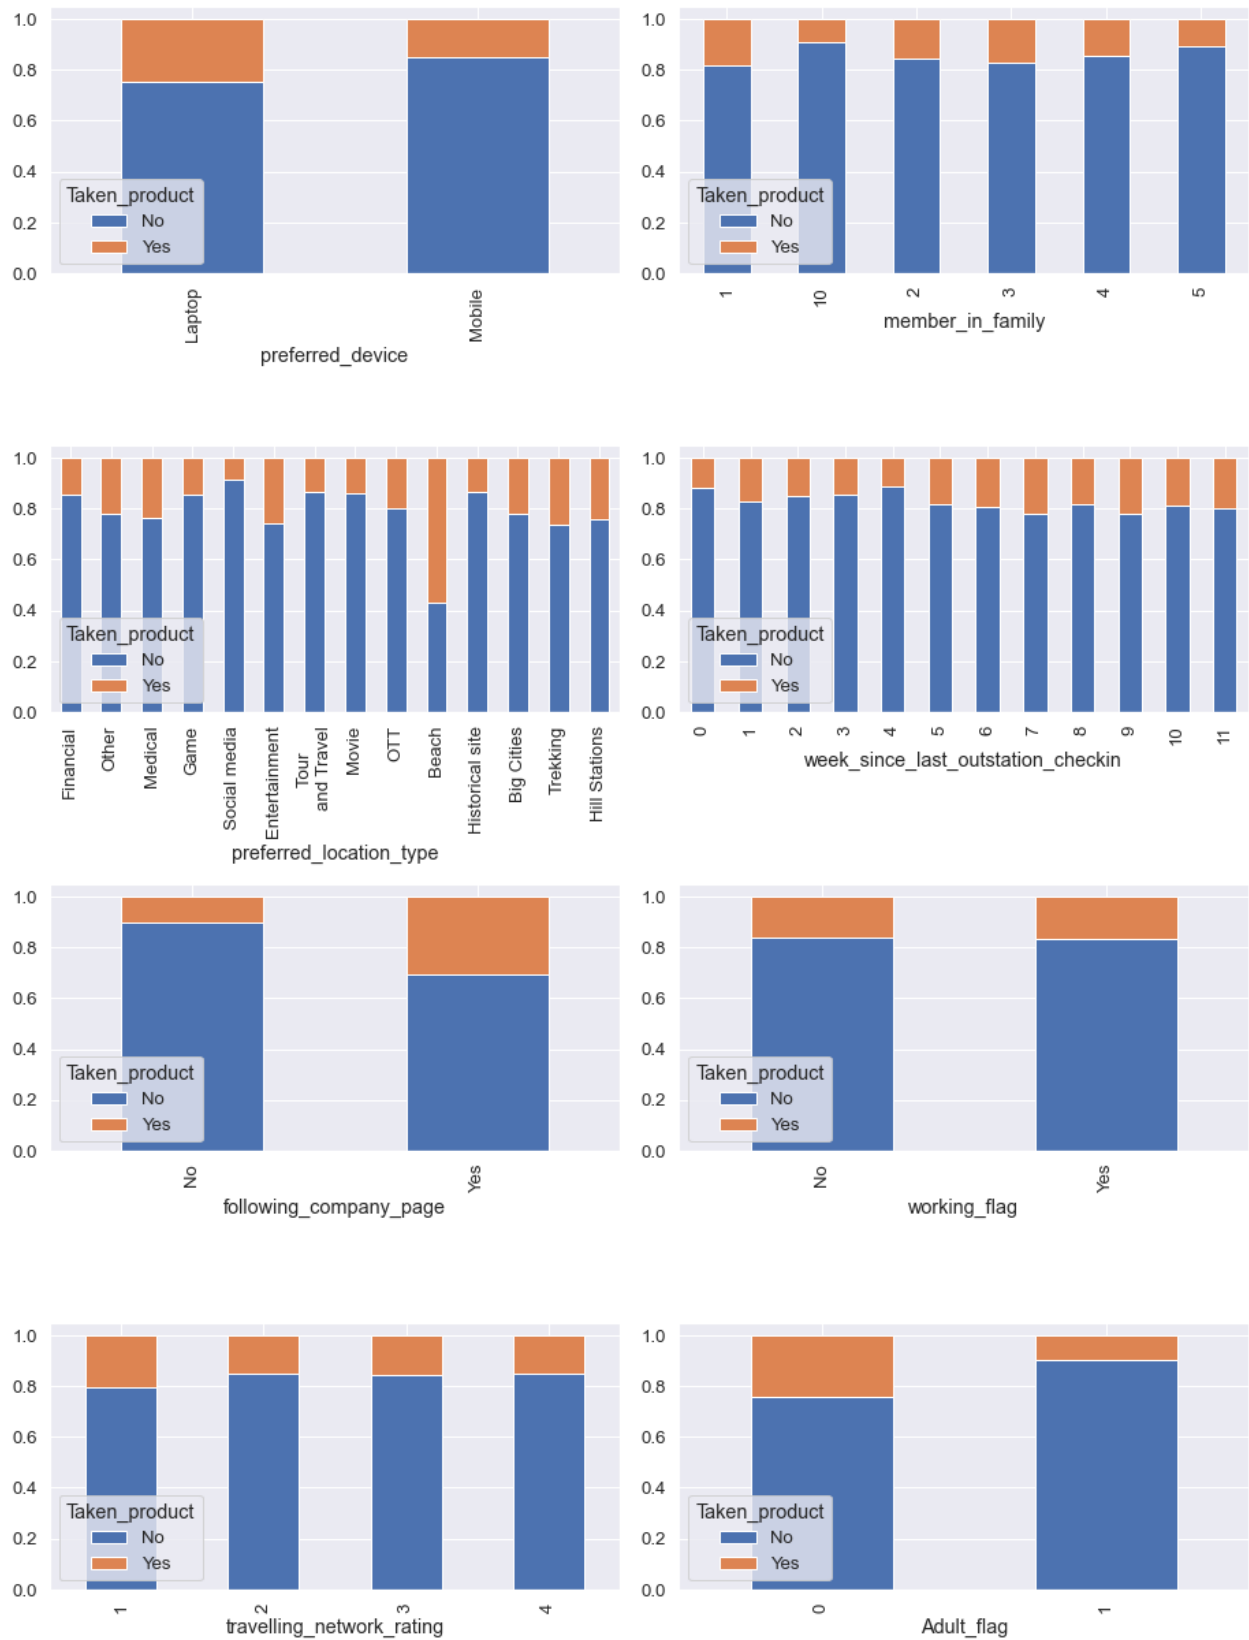 1.0
0.8
0.6
0.4
0.2
0.0
Taken_product
No
Yes
Laptop
Mobile
preferred_device
1.0
0.8
0.6
0.4
0.2
0.0
Taken_product
No
Yes
1
10
2
3
4
5
member_in_family
1.0
0.8
0.6
0.4
0.2
0.0
Taken_product
No
Yes
Financial
Other
Medical
Game
Social media
Entertainment
Tour
and Travel
Movie
OTT
Beach
Historical site
Big Cities
Trekking
Hill Stations
preferred_location_type
1.0
0.8
0.6
0.4
0.2
0.0
Taken_product
No
Yes
0
1
2
3
4
5
6
7
8
9
10
11
week_since_last_outstation_checkin
1.0
0.8
0.6
0.4
0.2
0.0
Taken_product
No
Yes
No
Yes
following_company_page
1.0
0.8
0.6
0.4
0.2
0.0
Taken_product
No
Yes
No
Yes
working_flag
1.0
0.8
0.6
0.4
0.2
0.0
Taken_product
No
Yes
1
2
3
4
travelling_network_rating
1.0
0.8
0.6
0.4
0.2
0.0
Taken_product
No
Yes
0
1
Adult_flag